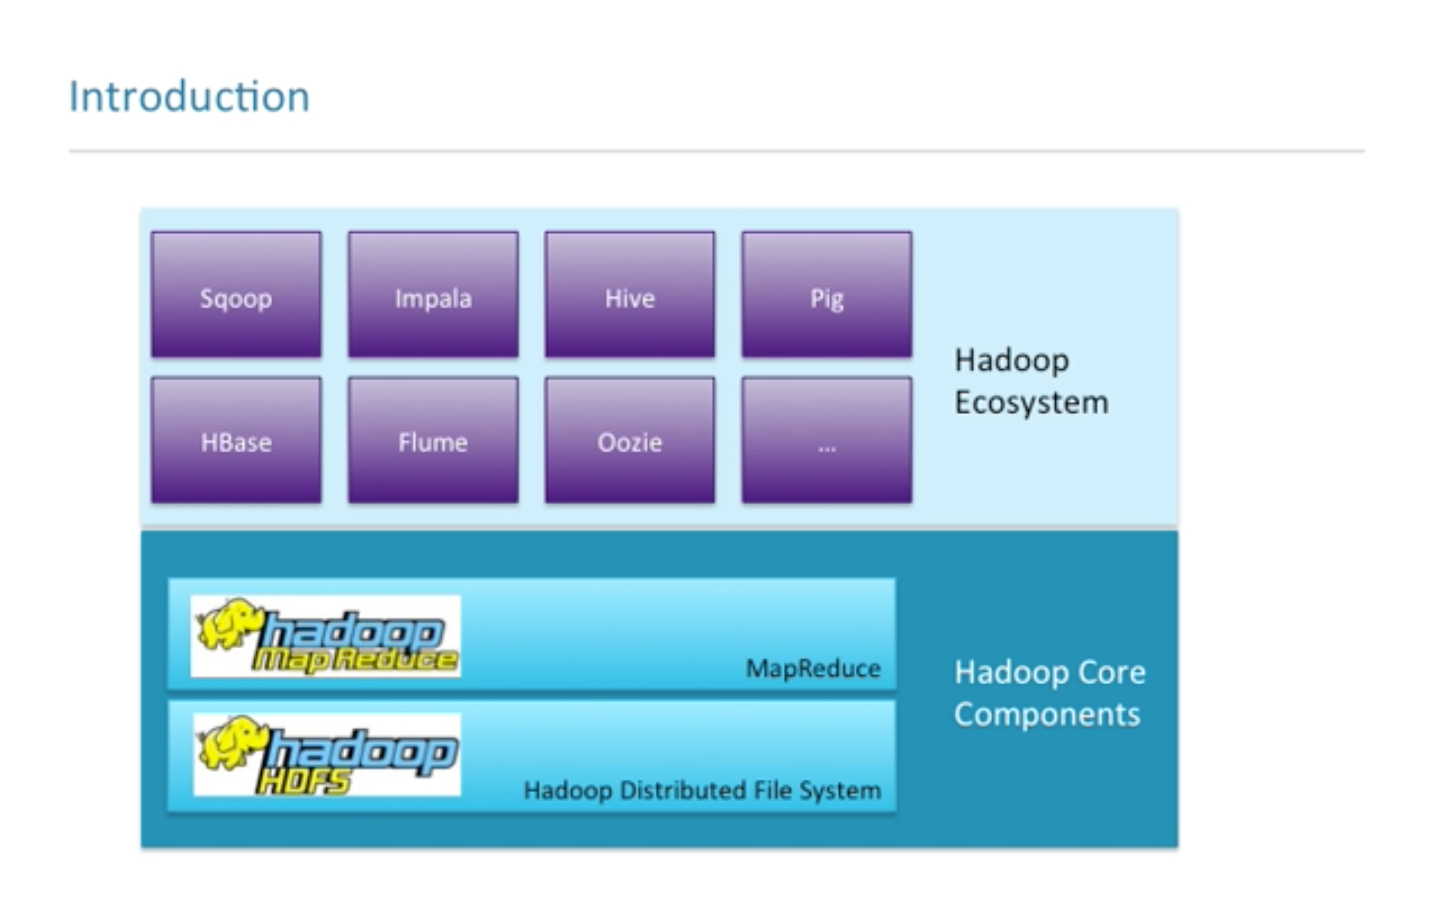 Introduction
Sqoop
Impala
Hive
Pig
Hadoop
Ecosystem
HBase
Flume
Oozie
...
hadoop
Map Reduce
MapReduce
Hadoop Core
Components
hadoop
HDFS
Hadoop Distributed File System